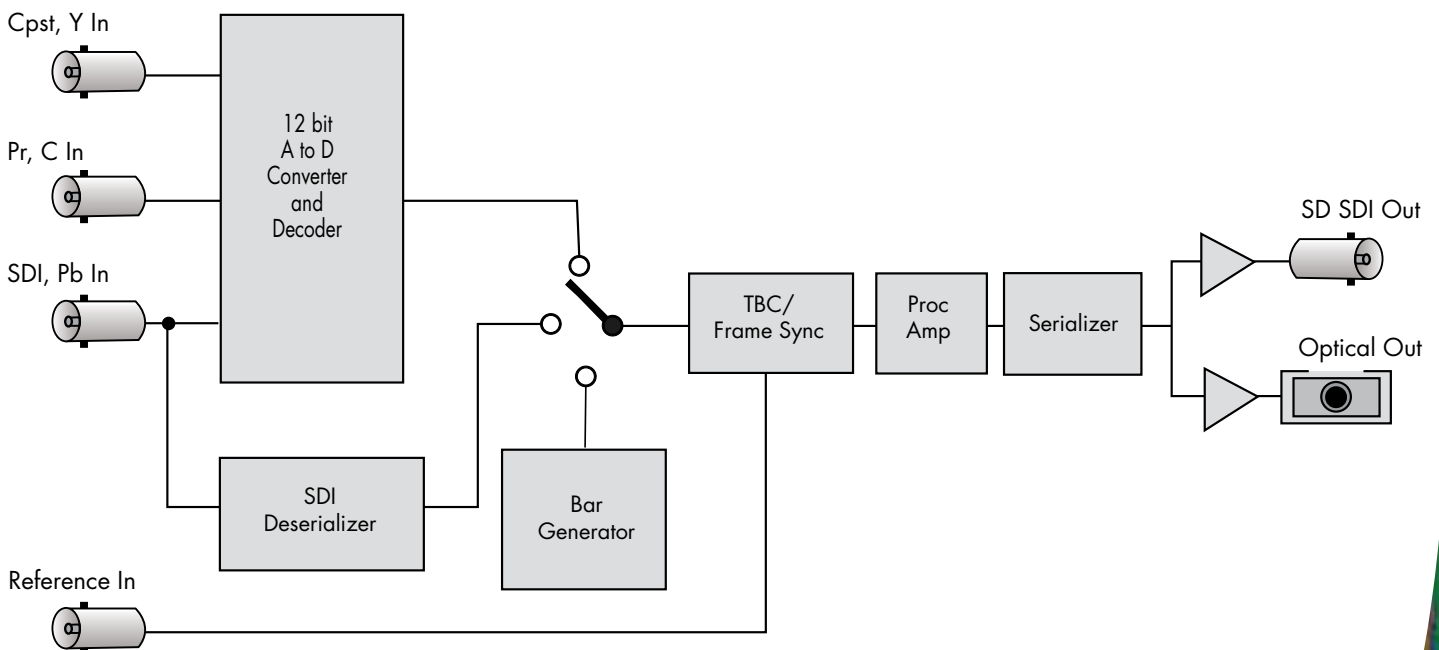 Cpst, Y In
Pr, C In
SDI, Pb In
Reference In
12 bit
A to D
Converter
and
Decoder
SDI
Deserializer
Bar
Generator
TBC/
Frame Sync
Proc
Amp
Serializer
SD SDI Out
Optical Out